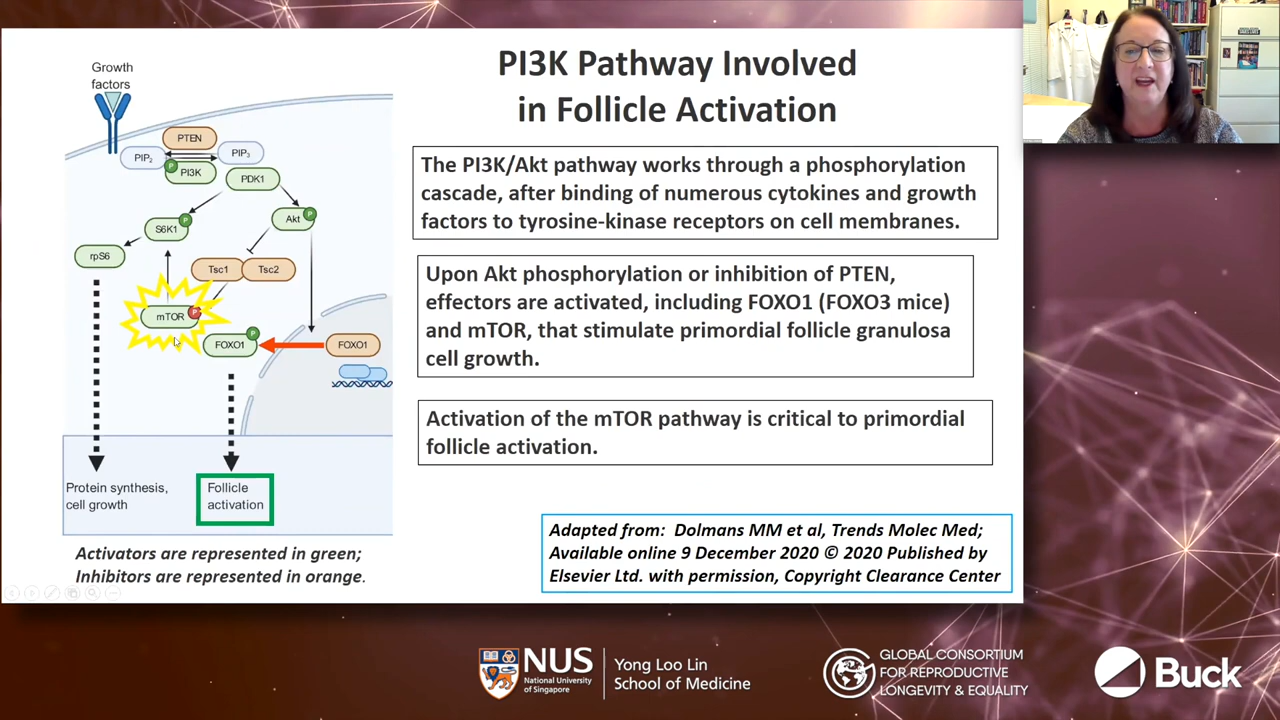 PI3K Pathway Involved
in Follicle Activation
Growth
factors
PTEN
PIP2
PIP3
P
PI3K
PDK1
Akt
P
S6K1
P
rpS6
Tsc1
Tsc2
mTOR
P
FOXO1
P
FOXO1
Protein synthesis,
cell growth
Follicle
activation
Activators are represented in green;
Inhibitors are represented in orange.
The PI3K/Akt pathway works through a phosphorylation
cascade, after binding of numerous cytokines and growth
factors to tyrosine-kinase receptors on cell membranes.
Upon Akt phosphorylation or inhibition of PTEN,
effectors are activated, including FOXO1 (FOXO3 mice)
and mTOR, that stimulate primordial follicle granulosa
cell growth.
Activation of the mTOR pathway is critical to primordial
follicle activation.
Adapted from: Dolmans MM et al, Trends Molec Med;
Available online 9 December 2020 © 2020 Published by
Elsevier Ltd. with permission, Copyright Clearance Center
NUS
National University
of Singapore
Yong Loo Lin
School of Medicine
GLOBAL CONSORTIUM
FOR REPRODUCTIVE
LONGEVITY & EQUALITY
Buck